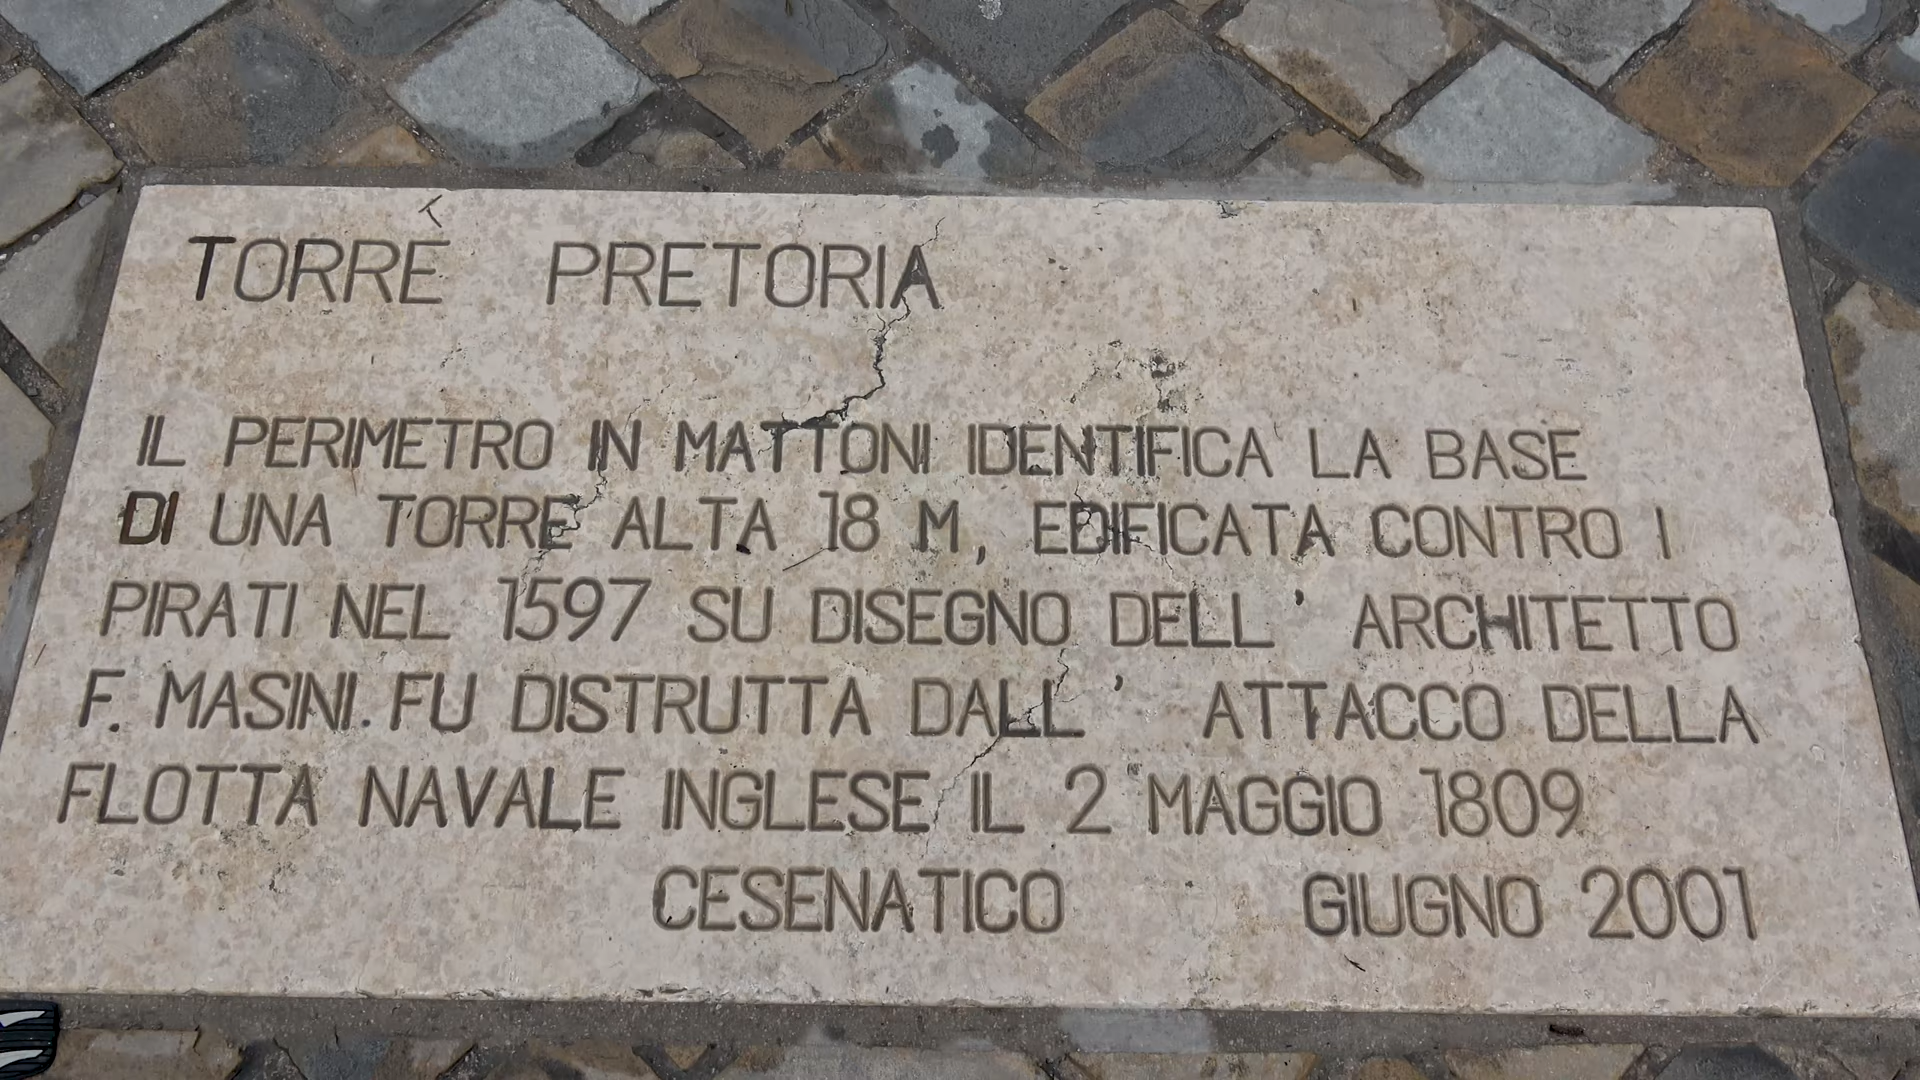 TORRE PRETORIA
IL PERIMETRO IN MATTONI IDENTIFICA LA BASE
DI UNA TORRE ALTA 18 M, EDIFICATA CONTRO I
PIRATI NEL 1597 SU DISEGNO DELL ' ARCHITETTO
F. MASINI. FU DISTRUTTA DALL ' ATTACCO DELLA
FLOTTA NAVALE INGLESE IL 2 MAGGIO 1809
CESENATICO GIUGNO 2001